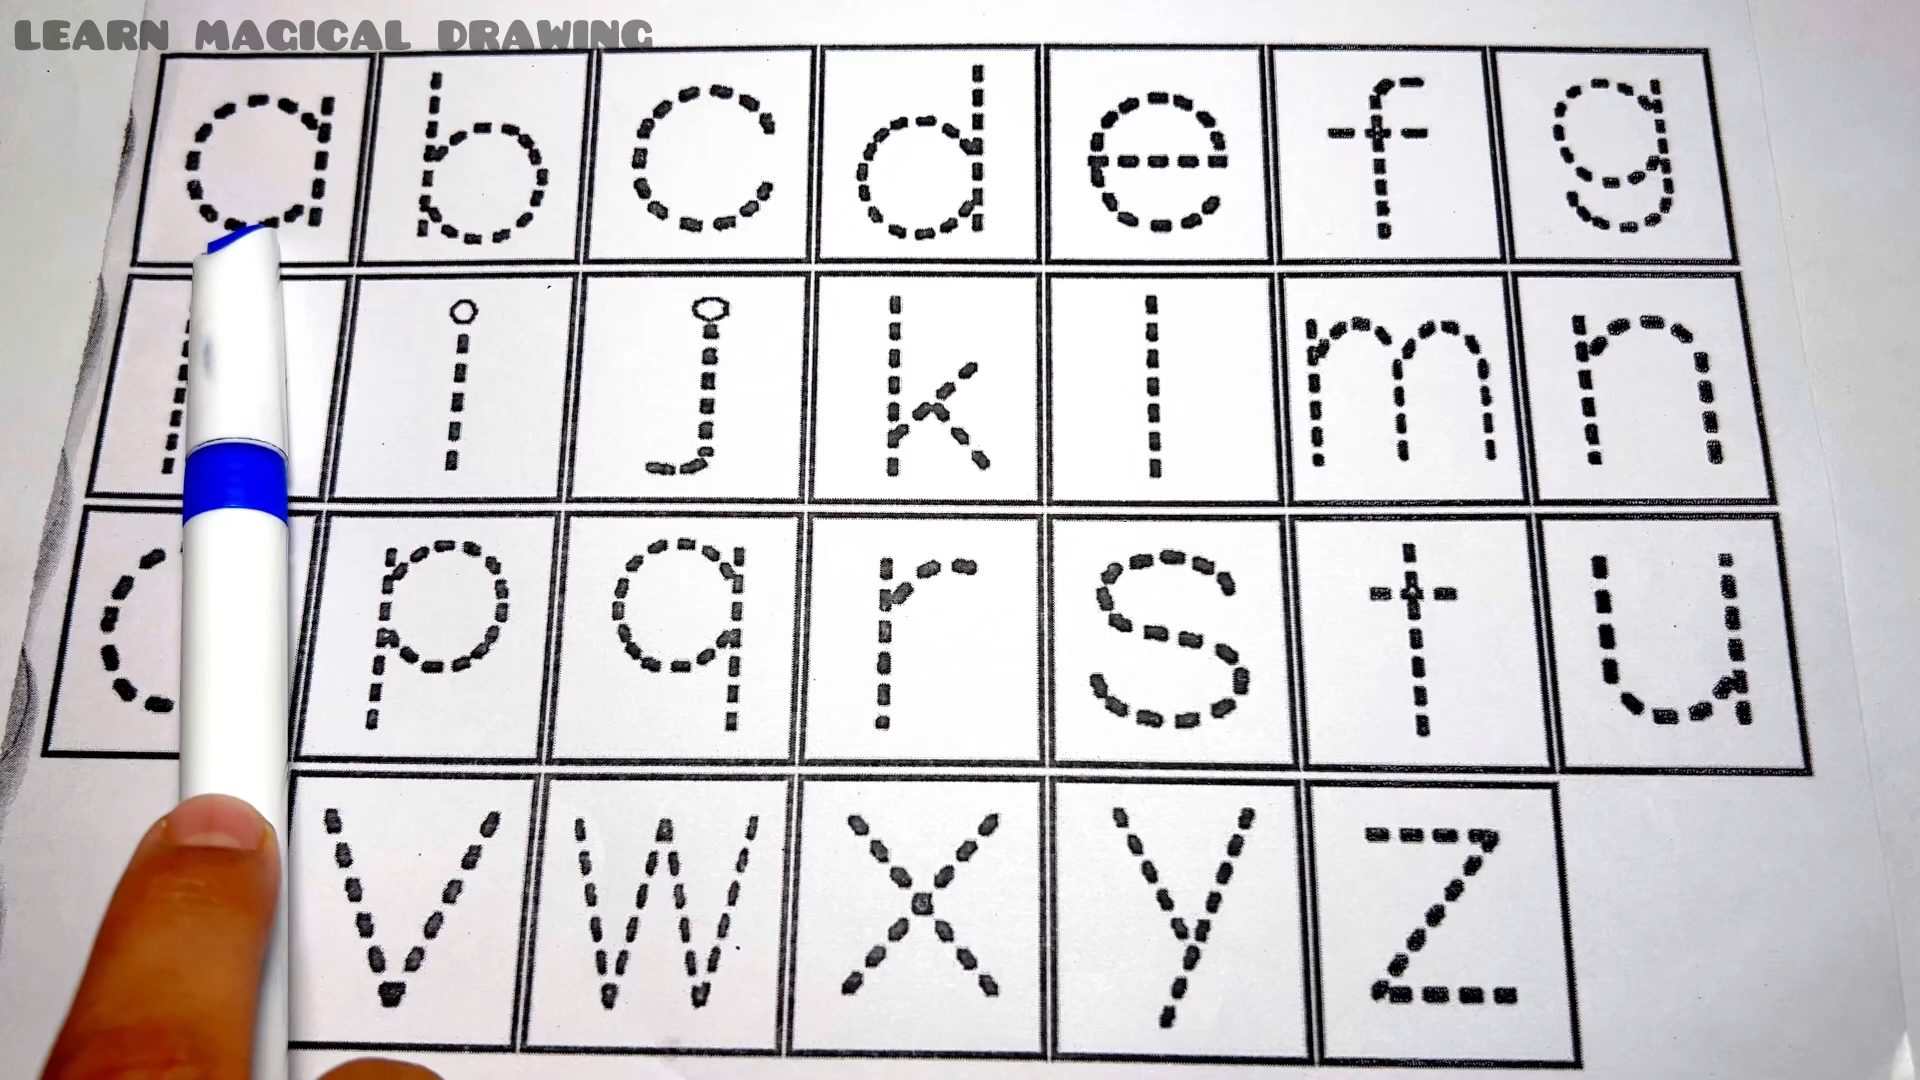 LEARN MAGICAL DRAWING
a b c d e f g
i j k l m n
p q r s t u
v w x y z